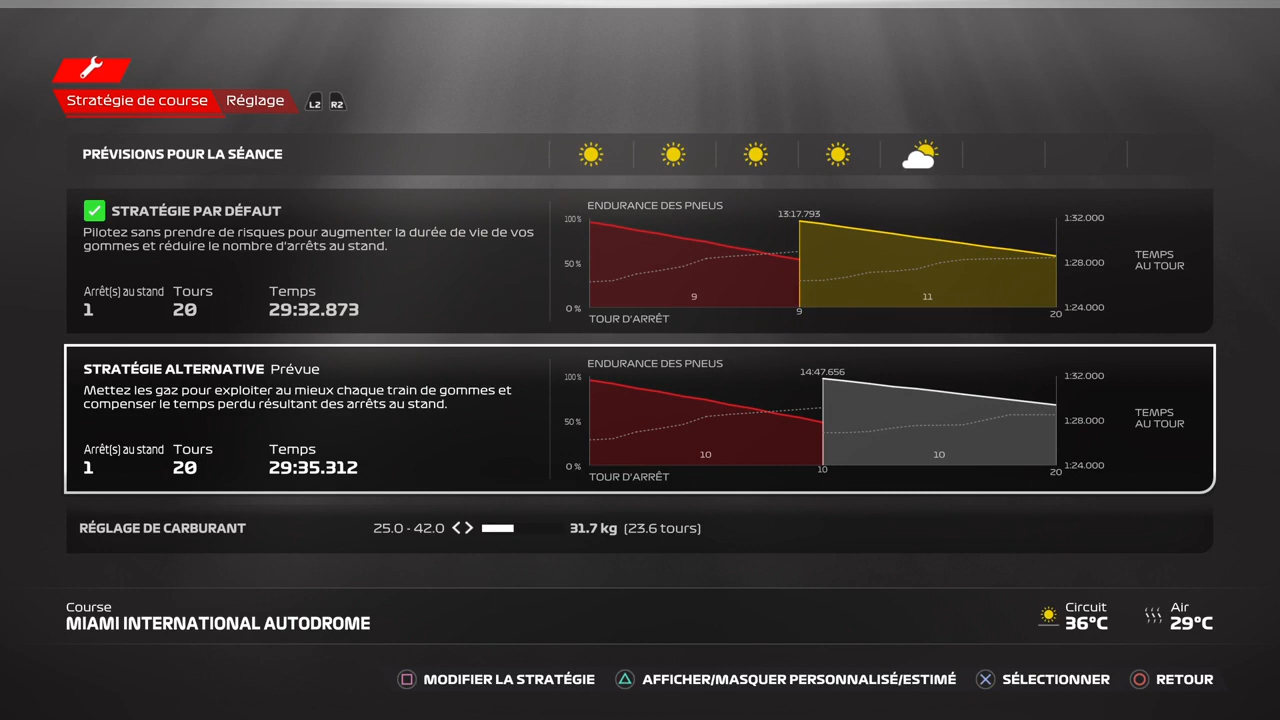 Stratégie de course Réglage L2 R2
PRÉVISIONS POUR LA SÉANCE
STRATÉGIE PAR DÉFAUT
Pilotez sans prendre de risques pour augmenter la durée de vie de vos
gommes et réduire le nombre d'arrêts au stand.
Arrêt(s) au stand Tours Temps
1 20 29:32.873
ENDURANCE DES PNEUS
13:17.793
100% 1:32.000
50% 1:28.000
0% 1:24.000
TEMPS
AU TOUR
9 11
9 20
TOUR D'ARRÊT
STRATÉGIE ALTERNATIVE Prévue
Mettez les gaz pour exploiter au mieux chaque train de gommes et
compenser le temps perdu résultant des arrêts au stand.
Arrêt(s) au stand Tours Temps
1 20 29:35.312
ENDURANCE DES PNEUS
14:47.656
100% 1:32.000
50% 1:28.000
0% 1:24.000
TEMPS
AU TOUR
10 10
10 20
TOUR D'ARRÊT
RÉGLAGE DE CARBURANT 25.0 - 42.0 31.7 kg (23.6 tours)
Course
MIAMI INTERNATIONAL AUTODROME
Circuit
36°C
Air
29°C
MODIFIER LA STRATÉGIE AFFICHER/MASQUER PERSONNALISÉ/ESTIMÉ SÉLECTIONNER RETOUR